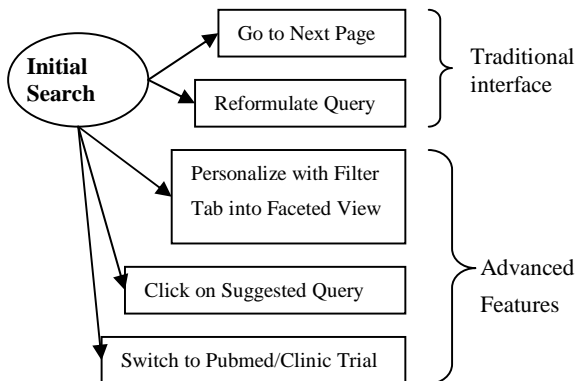 Initial
Search
Go to Next Page
Reformulate Query
Traditional
interface
Personalize with Filter
Tab into Faceted View
Click on Suggested Query
Switch to Pubmed/Clinic Trial
Advanced
Features